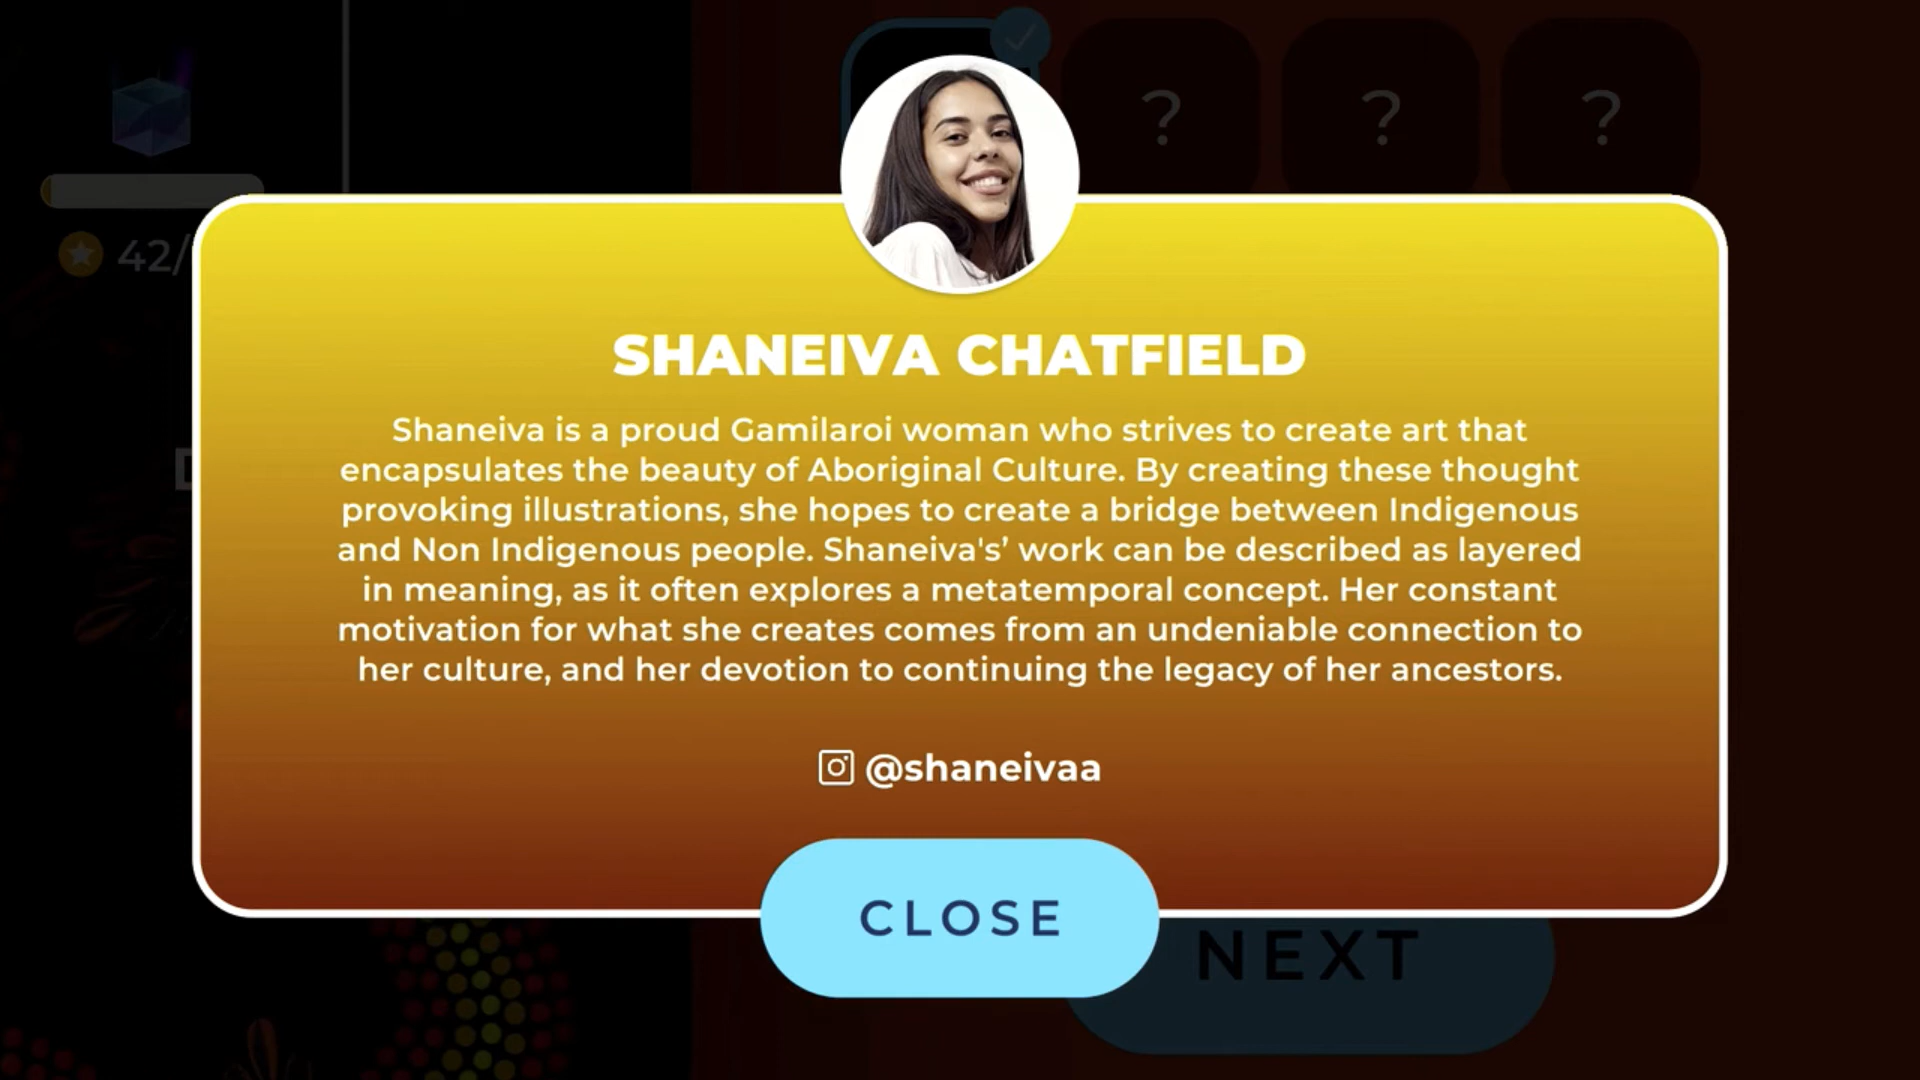 ?
?
?
42/
SHANEIVA CHATFIELD
Shaneiva is a proud Gamilaroi woman who strives to create art that
encapsulates the beauty of Aboriginal Culture. By creating these thought
provoking illustrations, she hopes to create a bridge between Indigenous
and Non Indigenous people. Shaneiva's’ work can be described as layered
in meaning, as it often explores a metatemporal concept. Her constant
motivation for what she creates comes from an undeniable connection to
her culture, and her devotion to continuing the legacy of her ancestors.
@shaneivaa
CLOSE
NEXT